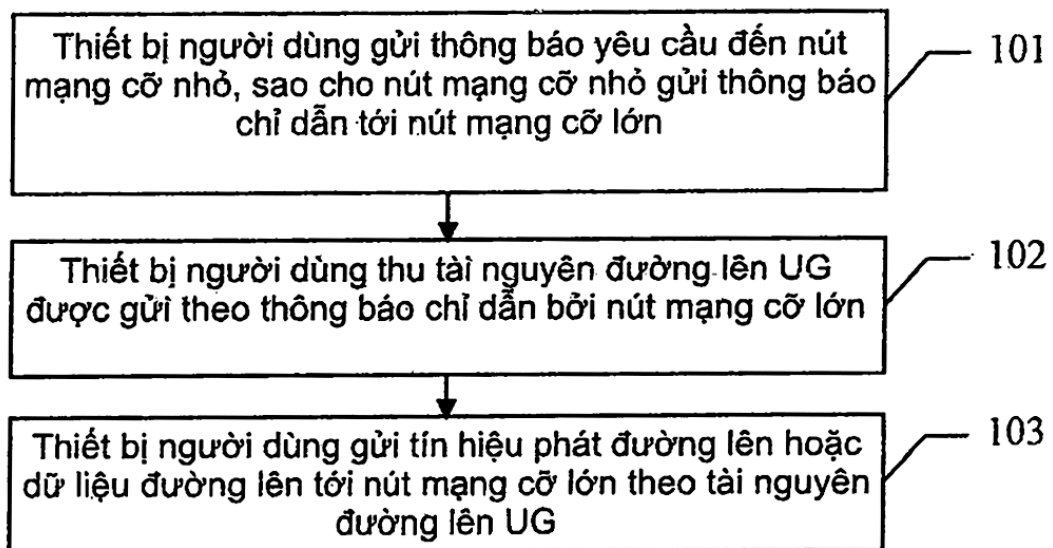 Thiết bị người dùng gửi thông báo yêu cầu đến nút
mạng cỡ nhỏ, sao cho nút mạng cỡ nhỏ gửi thông báo
chỉ dẫn tới nút mạng cỡ lớn
101
Thiết bị người dùng thu tài nguyên đường lên UG
được gửi theo thông báo chỉ dẫn bởi nút mạng cỡ lớn
102
Thiết bị người dùng gửi tín hiệu phát đường lên hoặc
dữ liệu đường lên tới nút mạng cỡ lớn theo tài nguyên
đường lên UG
103